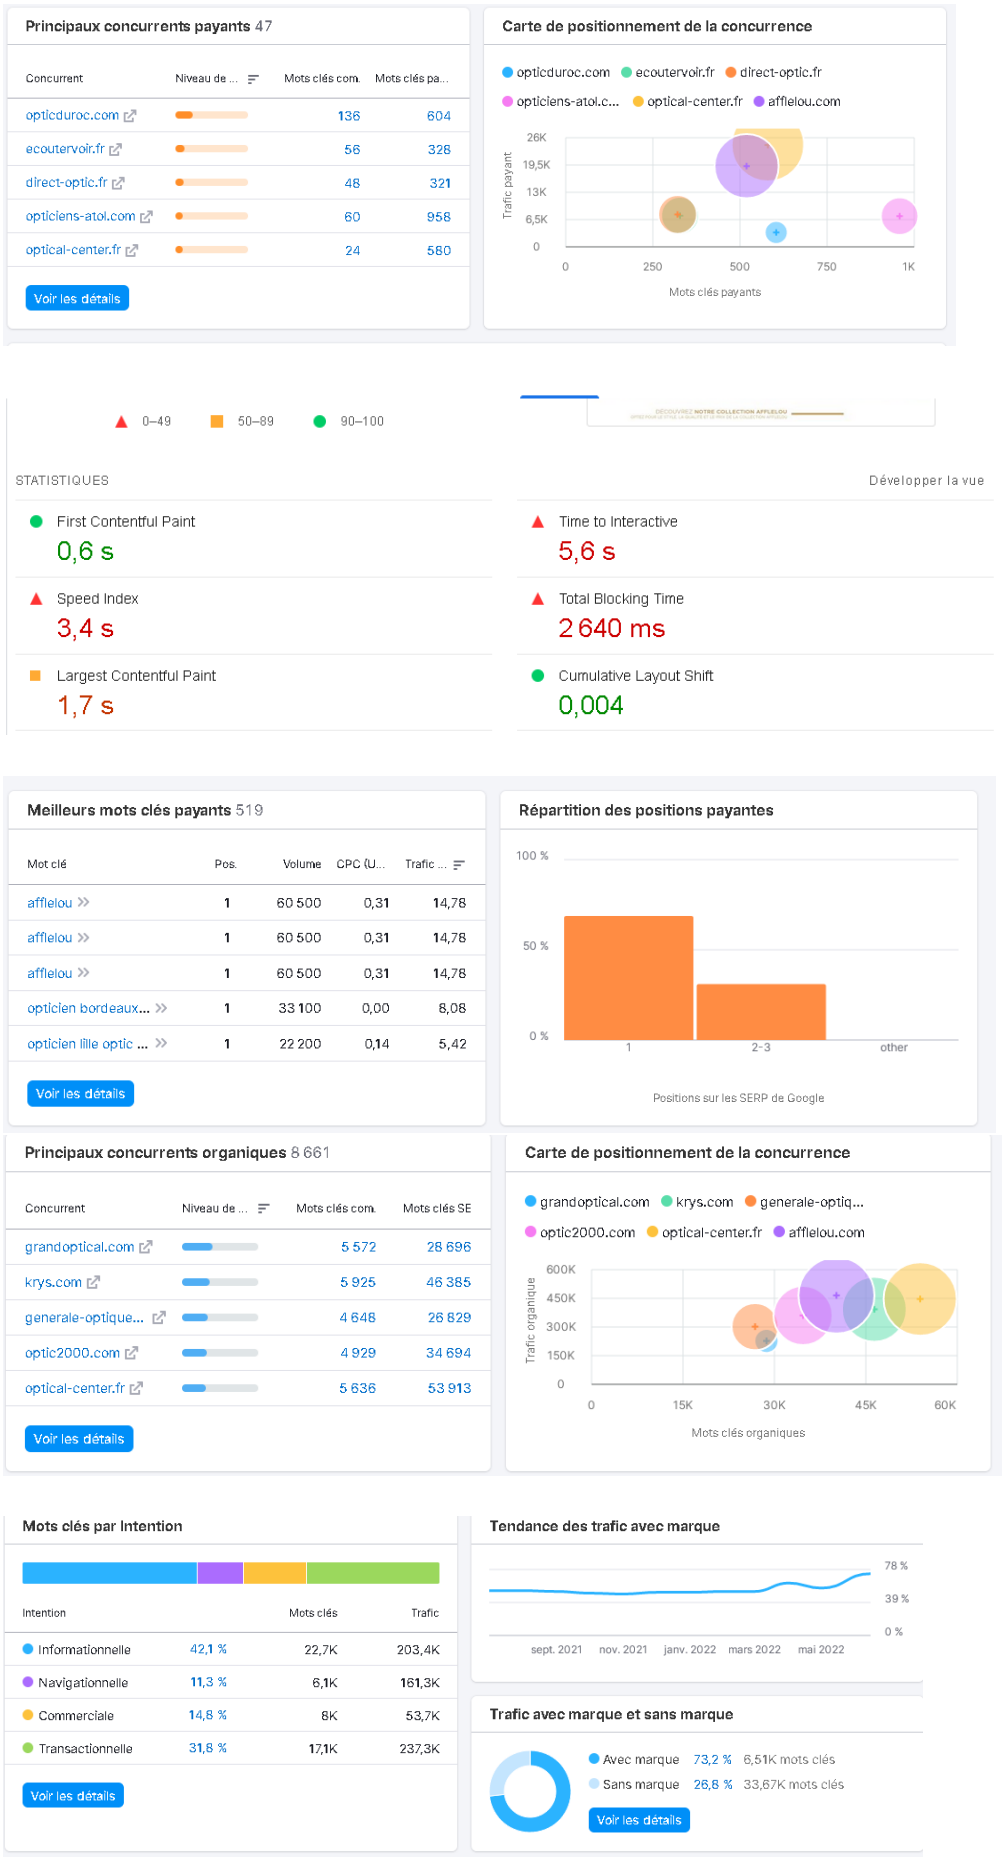 Principaux concurrents payants 47
Concurrent Niveau de ... Mots clés com. Mots clés pa...
opticduroc.com 136 604
ecoutervoir.fr 56 328
direct-optic.fr 48 321
opticiens-atol.com 60 958
optical-center.fr 24 580
Voir les détails
Carte de positionnement de la concurrence
opticduroc.com ecoutervoir.fr direct-optic.fr
opticiens-atol.c... optical-center.fr afflelou.com
Trafic payant
26K
19,5K
13K
6,5K
0
0 250 500 750 1K
Mots clés payants
0–49 50–89 90–100
DÉCOUVREZ NOTRE COLLECTION AFFLELOU
STATISTIQUES
Développer la vue
First Contentful Paint
0,6 s
Time to Interactive
5,6 s
Speed Index
3,4 s
Total Blocking Time
2 640 ms
Largest Contentful Paint
1,7 s
Cumulative Layout Shift
0,004
Meilleurs mots clés payants 519
Mot clé Pos. Volume CPC (U... Trafic ...
afflelou 1 60 500 0,31 14,78
afflelou 1 60 500 0,31 14,78
afflelou 1 60 500 0,31 14,78
opticien bordeaux... 1 33 100 0,00 8,08
opticien lille optic ... 1 22 200 0,14 5,42
Voir les détails
Répartition des positions payantes
100 %
50 %
0 %
1 2-3 other
Positions sur les SERP de Google
Principaux concurrents organiques 8 661
Concurrent Niveau de ... Mots clés com. Mots clés SE
grandoptical.com 5 572 28 696
krys.com 5 925 46 385
generale-optique... 4 648 26 829
optic2000.com 4 929 34 694
optical-center.fr 5 636 53 913
Voir les détails
Carte de positionnement de la concurrence
grandoptical.com krys.com generale-optiq...
optic2000.com optical-center.fr afflelou.com
Trafic organique
600K
450K
300K
150K
0
0 15K 30K 45K 60K
Mots clés organiques
Mots clés par Intention
Intention Mots clés Trafic
Informationnelle 42,1 % 22,7K 203,4K
Navigationnelle 11,3 % 6,1K 161,3K
Commerciale 14,8 % 8K 53,7K
Transactionnelle 31,8 % 17,1K 237,3K
Voir les détails
Tendance des trafic avec marque
78 %
39 %
0 %
sept. 2021 nov. 2021 janv. 2022 mars 2022 mai 2022
Trafic avec marque et sans marque
Avec marque 73,2 % 6,51K mots clés
Sans marque 26,8 % 33,67K mots clés
Voir les détails